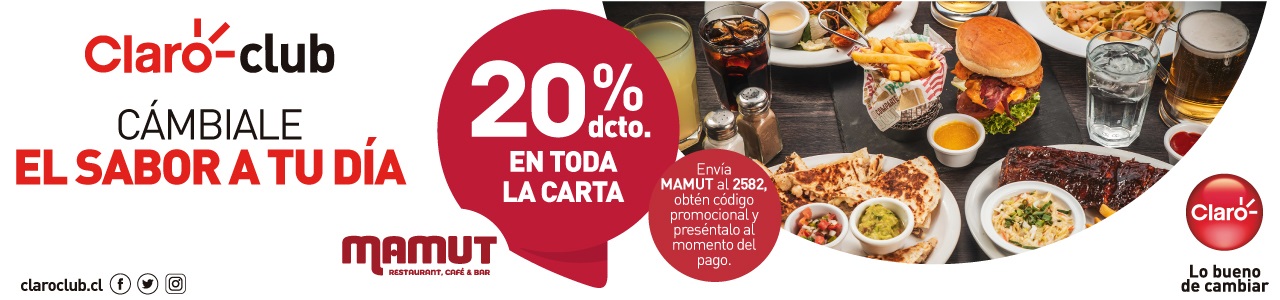 Claro-club
CÁMBIALE
EL SABOR A TU DÍA
claroclub.cl
20% dcto.
EN TODA
LA CARTA
MAMUT
RESTAURANT, CAFÉ & BAR
Envía
MAMUT al 2582,
obtén código
promocional y
preséntalo al
momento del
pago.
Claro-
Lo bueno
de cambiar